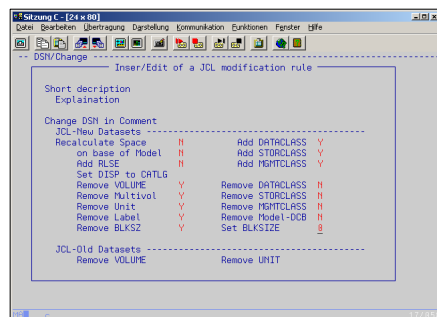 Sitzung C - [24 x 80]
Datei Bearbeiten Übertragung Darstellung Kommunikation Funktionen Fenster Hilfe
-- DSN/Change
Inser/Edit of a JCL modification rule
Short decription
Explaination
Change DSN in Comment
JCL-New Datasets
Recalculate Space N Add DATACLASS Y
on base of Model N Add STORCLASS Y
Add RLSE N Add MGMTCLASS Y
Set DISP to CATLG
Remove VOLUME Y Remove DATACLASS N
Remove Multivol Y Remove STORCLASS N
Remove Unit Y Remove MGMTCLASS N
Remove Label Y Remove Model-DCB N
Remove BLKSZ Y Set BLKSIZE 0
JCL-Old Datasets
Remove VOLUME Remove UNIT